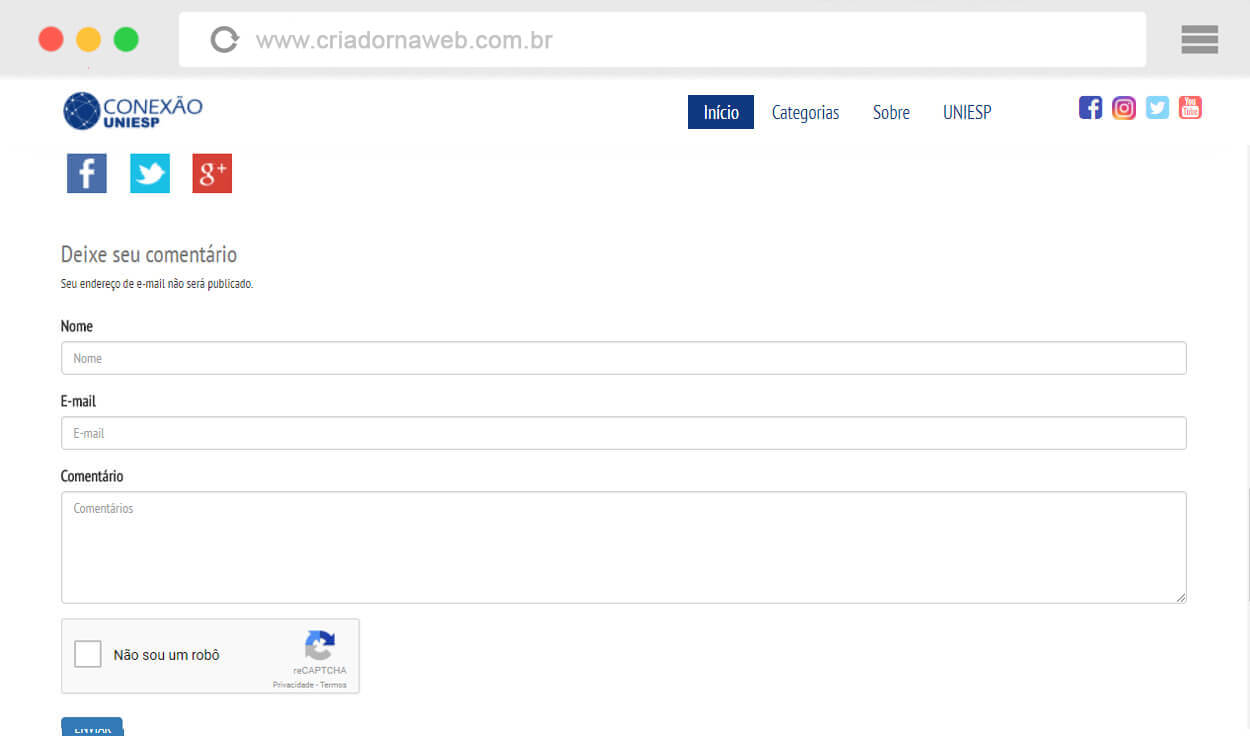 www.criadornaweb.com.br
CONEXÃO
UNIESP
Início Categorias Sobre UNIESP
You
Tube
f g+
Deixe seu comentário
Seu endereço de e-mail não será publicado.
Nome
Nome
E-mail
E-mail
Comentário
Comentários
Não sou um robô
reCAPTCHA
Privacidade - Termos
ENVIAR